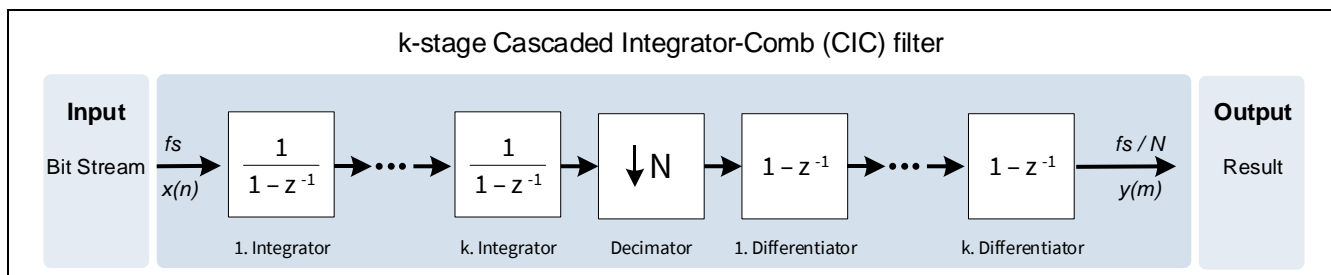 k-stage Cascaded Integrator-Comb (CIC) filter
Input
Bit Stream
fs
x(n)
1
1 – z -1
1. Integrator
1
1 – z -1
k. Integrator
↓ N
Decimator
1 – z -1
1. Differentiator
1 – z -1
k. Differentiator
fs / N
y(m)
Output
Result